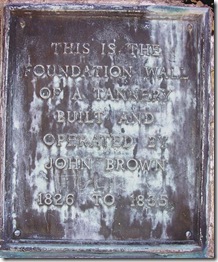 THIS IS THE
FOUNDATION WALL
OF A TANNERY
BUILT AND
OPERATED BY
JOHN BROWN
1826 TO 1835